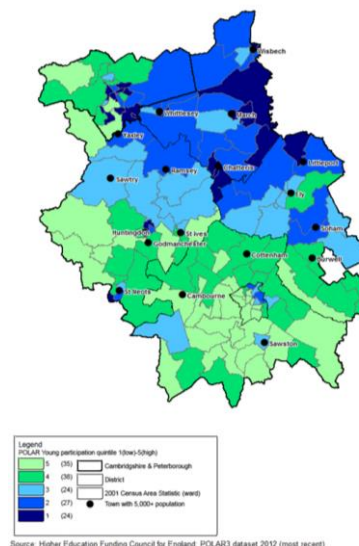 Wisbech
Whittlesey
March
Yaxley
Chatteris
Littleport
Ramsey
Sawtry
Ely
Soham
Huntingdon
St Ives
Godmanchester
Cottenham
Burwell
St Neots
Cambourne
Sawston
Legend
POLAR Young participation quintile 1(low)-5(high)
5 (35)
4 (38)
3 (24)
2 (27)
1 (24)
Cambridgshire & Peterborough
District
2001 Census Area Statistic (ward)
Town with 5,000+ population
Source: Higher Education Funding Council for England; POLAR3 dataset 2012 (most recent)